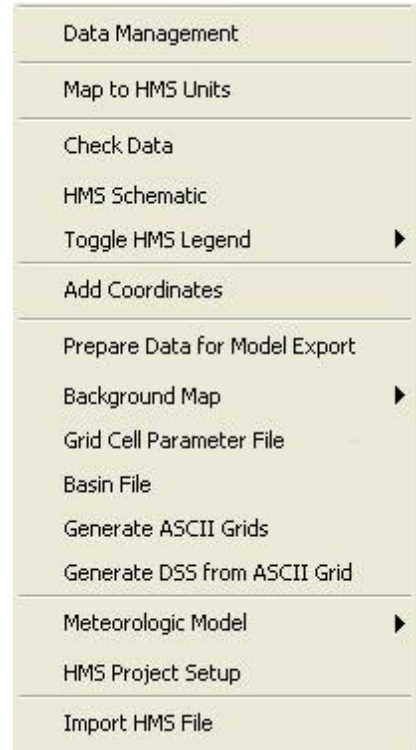 Data Management
Map to HMS Units
Check Data
HMS Schematic
Toggle HMS Legend
Add Coordinates
Prepare Data for Model Export
Background Map
Grid Cell Parameter File
Basin File
Generate ASCII Grids
Generate DSS from ASCII Grid
Meteorologic Model
HMS Project Setup
Import HMS File